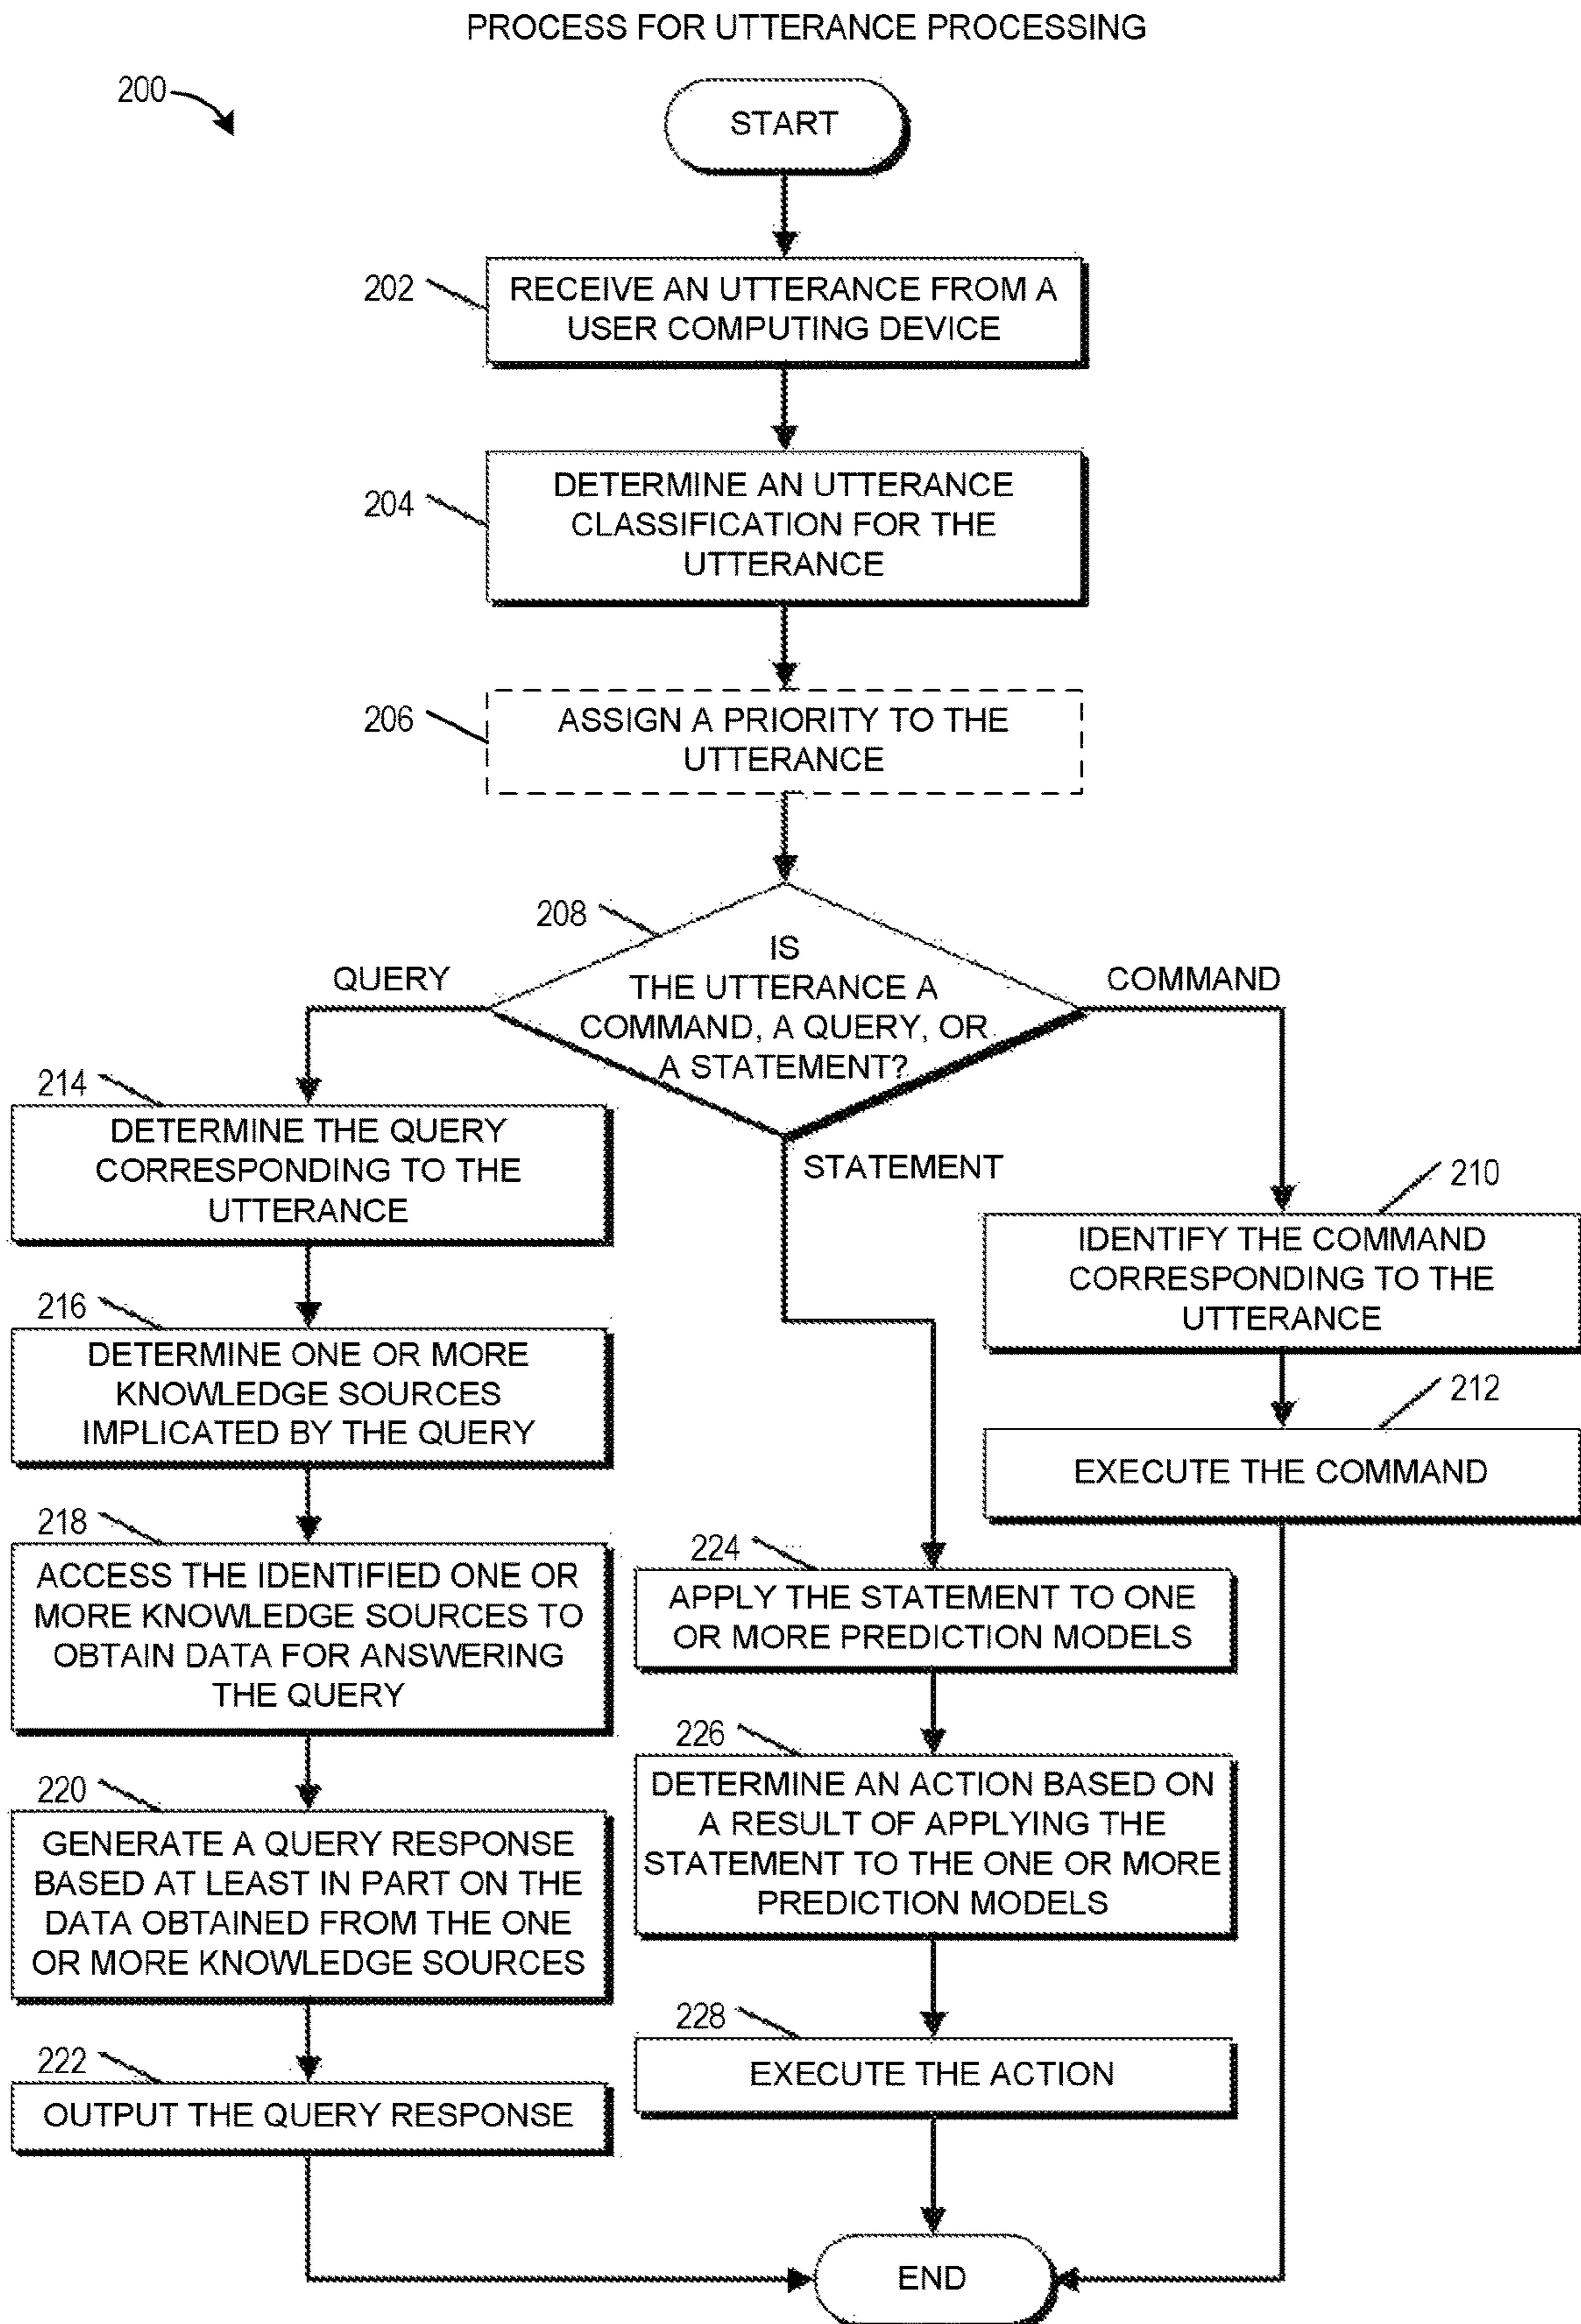 PROCESS FOR UTTERANCE PROCESSING
200
START
202
RECEIVE AN UTTERANCE FROM A
USER COMPUTING DEVICE
204
DETERMINE AN UTTERANCE
CLASSIFICATION FOR THE
UTTERANCE
206
ASSIGN A PRIORITY TO THE
UTTERANCE
208
IS
THE UTTERANCE A
COMMAND, A QUERY, OR
A STATEMENT?
QUERY
COMMAND
STATEMENT
214
DETERMINE THE QUERY
CORRESPONDING TO THE
UTTERANCE
216
DETERMINE ONE OR MORE
KNOWLEDGE SOURCES
IMPLICATED BY THE QUERY
218
ACCESS THE IDENTIFIED ONE OR
MORE KNOWLEDGE SOURCES TO
OBTAIN DATA FOR ANSWERING
THE QUERY
220
GENERATE A QUERY RESPONSE
BASED AT LEAST IN PART ON THE
DATA OBTAINED FROM THE ONE
OR MORE KNOWLEDGE SOURCES
222
OUTPUT THE QUERY RESPONSE
224
APPLY THE STATEMENT TO ONE
OR MORE PREDICTION MODELS
226
DETERMINE AN ACTION BASED ON
A RESULT OF APPLYING THE
STATEMENT TO THE ONE OR MORE
PREDICTION MODELS
228
EXECUTE THE ACTION
210
IDENTIFY THE COMMAND
CORRESPONDING TO THE
UTTERANCE
212
EXECUTE THE COMMAND
END